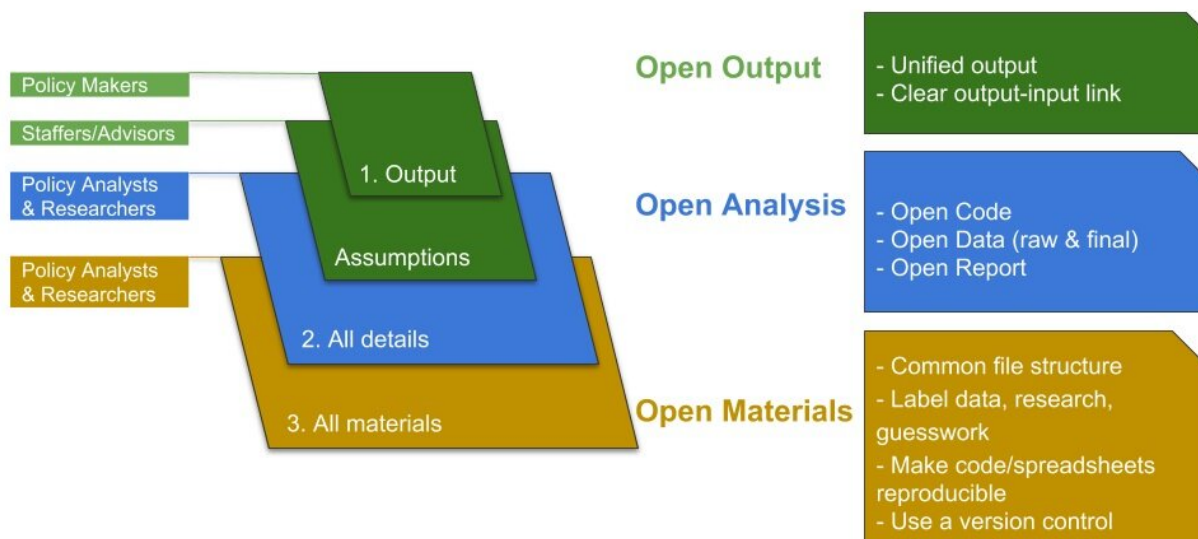 Policy Makers
Staffers/Advisors
Policy Analysts
& Researchers
Policy Analysts
& Researchers
1. Output
Assumptions
2. All details
3. All materials
Open Output
- Unified output
- Clear output-input link
Open Analysis
- Open Code
- Open Data (raw & final)
- Open Report
Open Materials
- Common file structure
- Label data, research,
guesswork
- Make code/spreadsheets
reproducible
- Use a version control